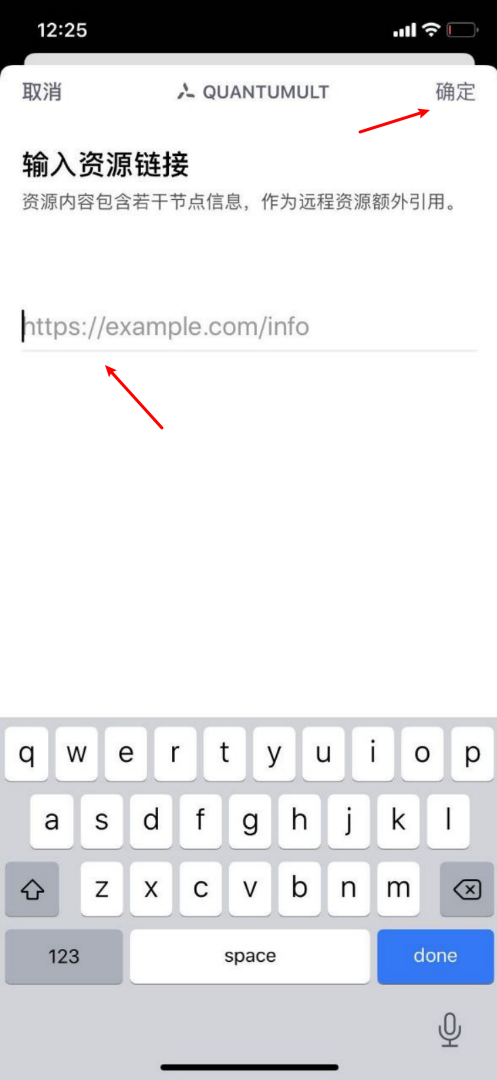 12:25
取消
QUANTUMULT
确定
输入资源链接
资源内容包含若干节点信息，作为远程资源额外引用。
https://example.com/info
q w e r t y u i o p
a s d f g h j k l
z x c v b n m
123 space done